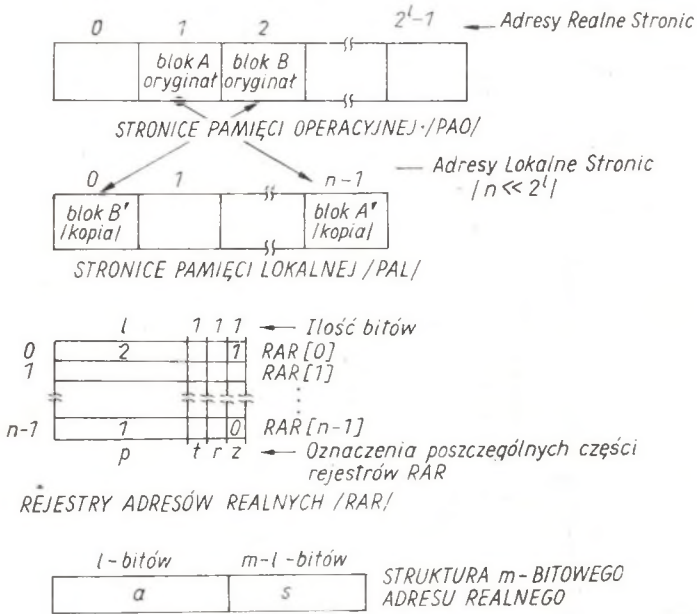 0 1 2 2^l-1 Adresy Realne Stronic
blok A blok B
oryginał oryginał
STRONICE PAMIĘCI OPERACYJNEJ /PAO/
Adresy Lokalne Stronic
0 1 n-1 /n << 2^l/
blok B' blok A'
/kopia/ /kopia/
STRONICE PAMIĘCI LOKALNEJ /PAL/
l 1 1 1 Ilość bitów
0 2 1 RAR [0]
1 RAR [1]
n-1 1 0 RAR [n-1]
p t r z Oznaczenia poszczególnych części
rejestrów RAR
REJESTRY ADRESÓW REALNYCH /RAR/
l-bitów m-l-bitów
a s STRUKTURA m-BITOWEGO
ADRESU REALNEGO